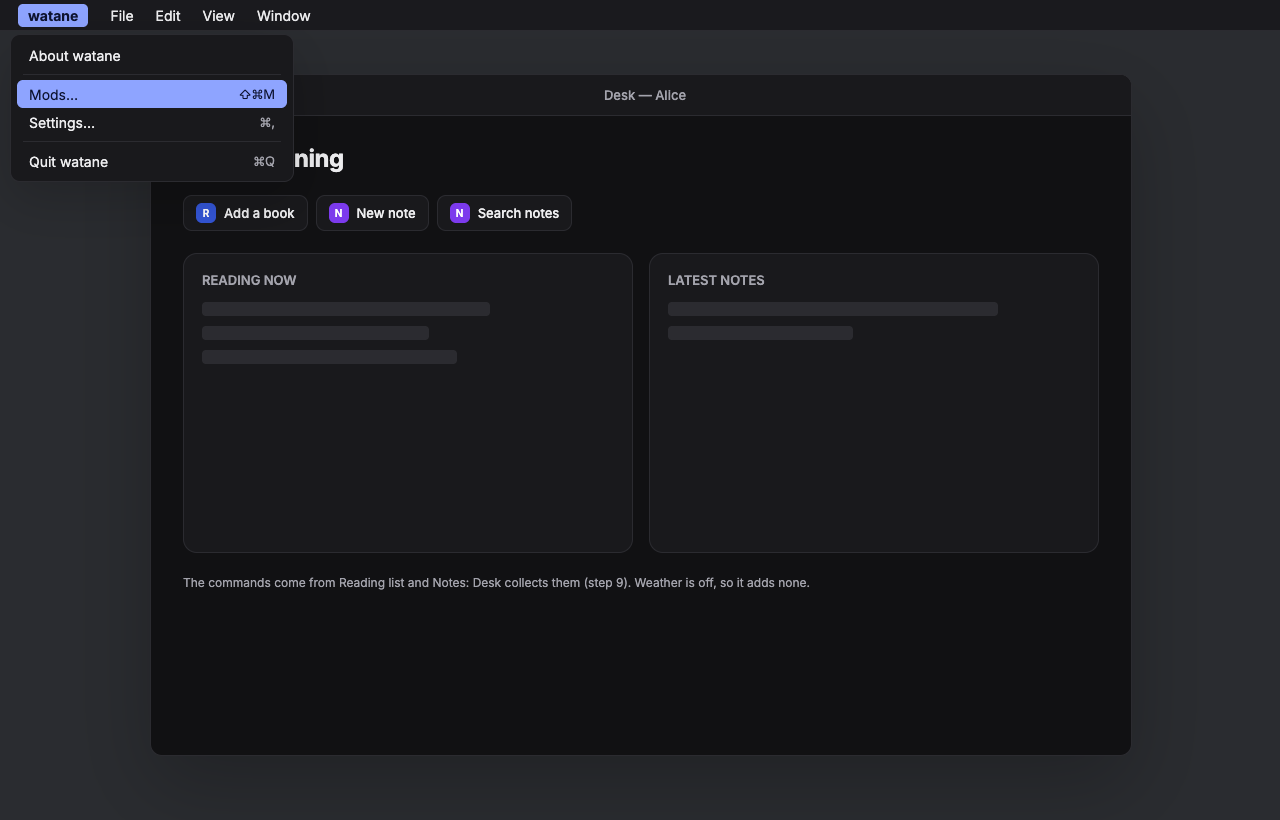 watane File Edit View Window
About watane
Mods... ⇧⌘M
Settings... ⌘,
Quit watane ⌘Q
Desk — Alice
ning
R Add a book
N New note
N Search notes
READING NOW
LATEST NOTES
The commands come from Reading list and Notes: Desk collects them (step 9). Weather is off, so it adds none.